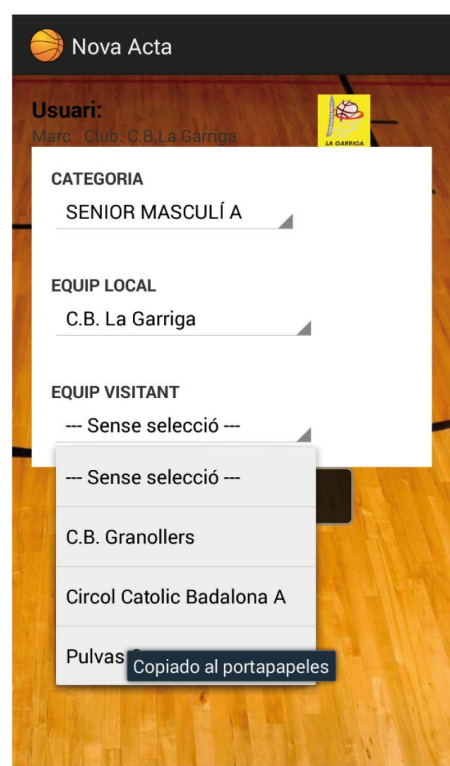 Nova Acta
Usuari:
Marc Club: C.B.La Garriga
LA GARRIGA
CATEGORIA
SENIOR MASCULÍ A
EQUIP LOCAL
C.B. La Garriga
EQUIP VISITANT
--- Sense selecció ---
--- Sense selecció ---
C.B. Granollers
Circol Catolic Badalona A
Pulvas
Copiado al portapapeles